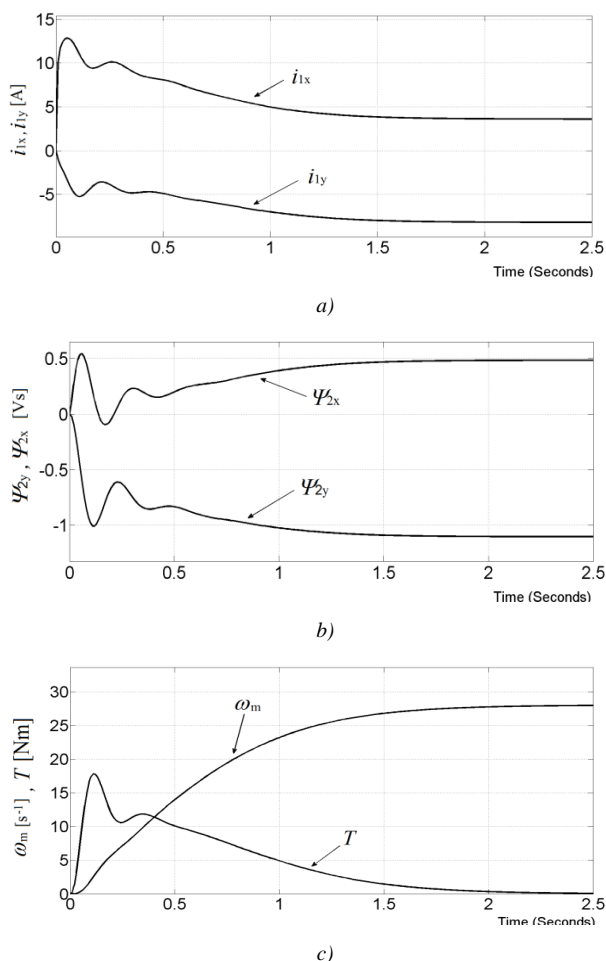 15
10
5
0
-5
i1x, i1y [A]
i1x
i1y
0 0.5 1 1.5 2 2.5
Time (Seconds)
a)
0.5
0
-0.5
-1
Ψ2y , Ψ2x [Vs]
Ψ2x
Ψ2y
0 0.5 1 1.5 2 2.5
Time (Seconds)
b)
30
25
20
15
10
5
0
ωm [s-1] , T [Nm]
ωm
T
0 0.5 1 1.5 2 2.5
Time (Seconds)
c)